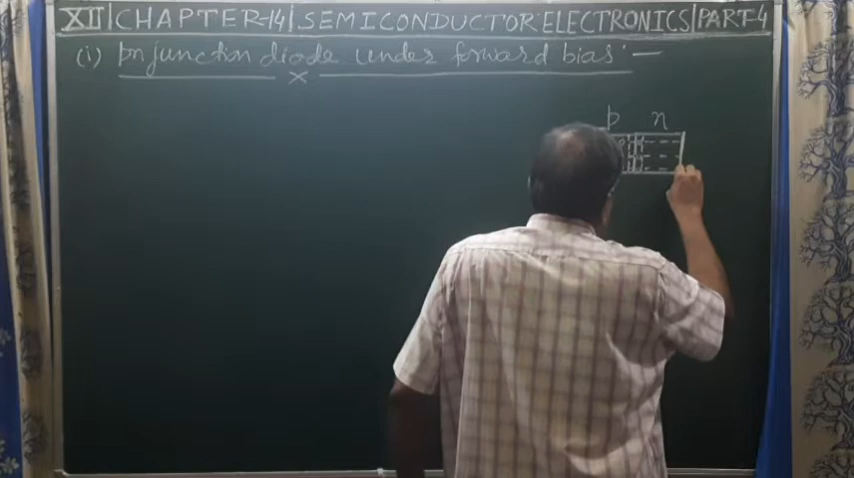 XII|CHAPTER-14|SEMICONDUCTOR ELECTRONICS|PART-4
(i) pn junction diode under forward bias :-
p n